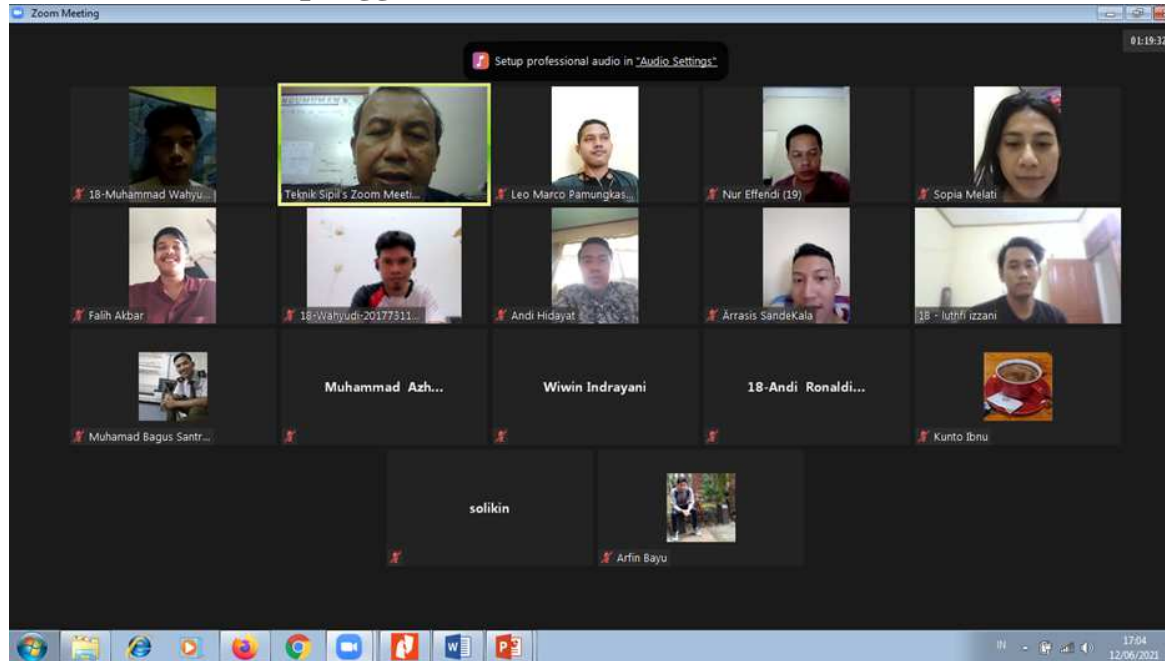 Zoom Meeting
01:19:32
Setup professional audio in "Audio Settings"
18-Muhammad Wahyu...
Teknik Sipil's Zoom Meeti...
Leo Marco Pamungkas...
Nur Effendi (19)
Sopia Melati
Falih Akbar
18-Wahyudi-20177311...
Andi Hidayat
Arrasis SandeKala
18 - luthfi izzani
Muhamad Bagus Santr...
Muhammad Azh...
Wiwin Indrayani
18-Andi Ronaldi...
Kunto Ibnu
solikin
Arfin Bayu
IN
17:04
12/06/2021